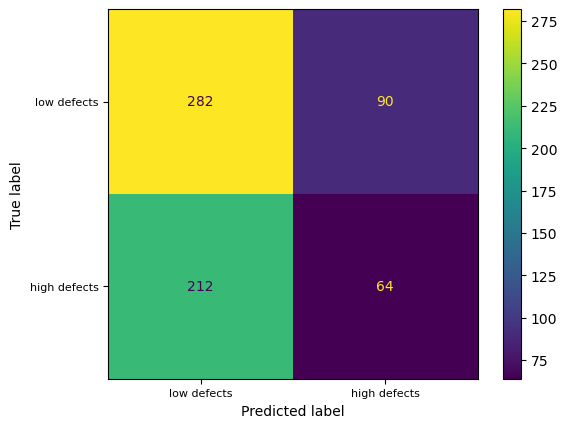 low defects
high defects
True label
282
90
212
64
low defects
high defects
Predicted label
275
250
225
200
175
150
125
100
75